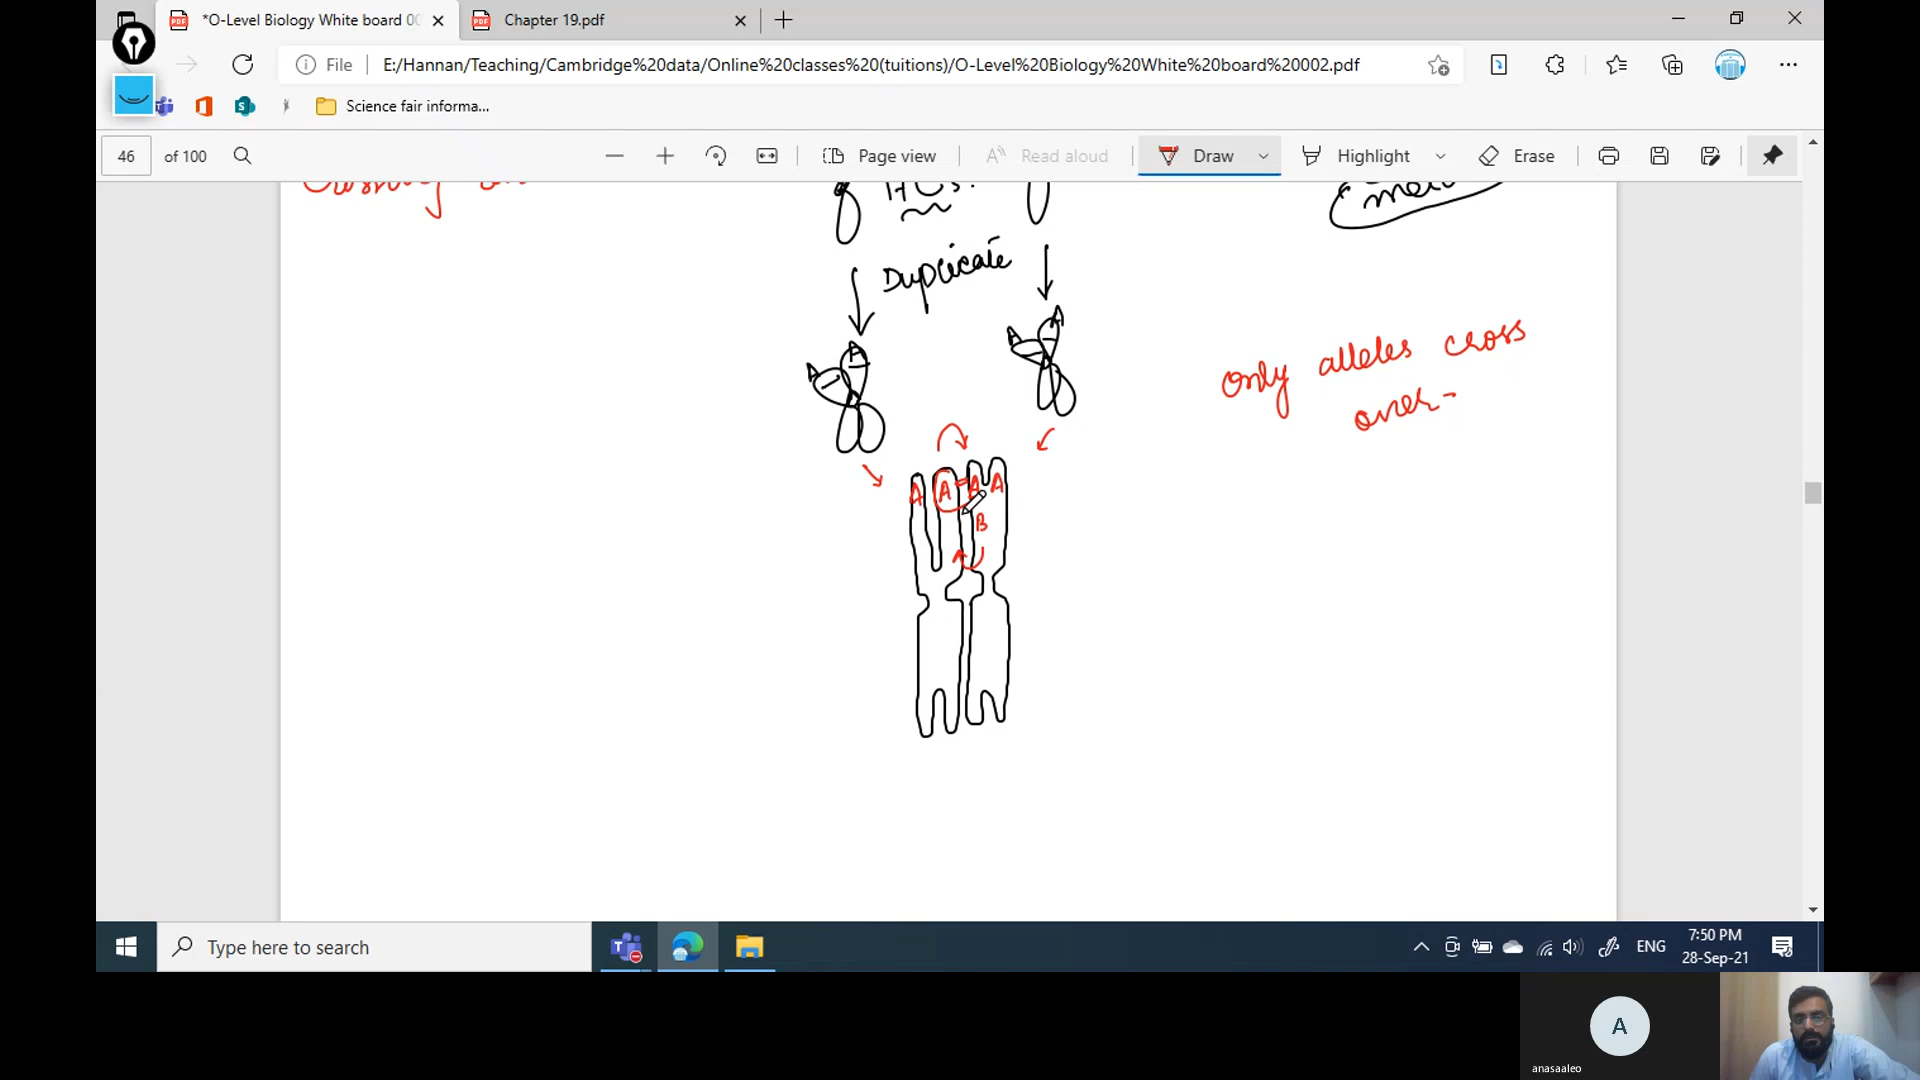 *O-Level Biology White board 00
Chapter 19.pdf
File
E:/Hannan/Teaching/Cambridge%20data/Online%20classes%20(tuitions)/O-Level%20Biology%20White%20board%20002.pdf
Science fair informa...
46
of 100
Page view
Read aloud
Draw
Highlight
Erase
HCs.
Duplicate
A A
A A
only alleles cross
over-
A A A A
B
Type here to search
ENG
7:50 PM
28-Sep-21
A
anasaaleo